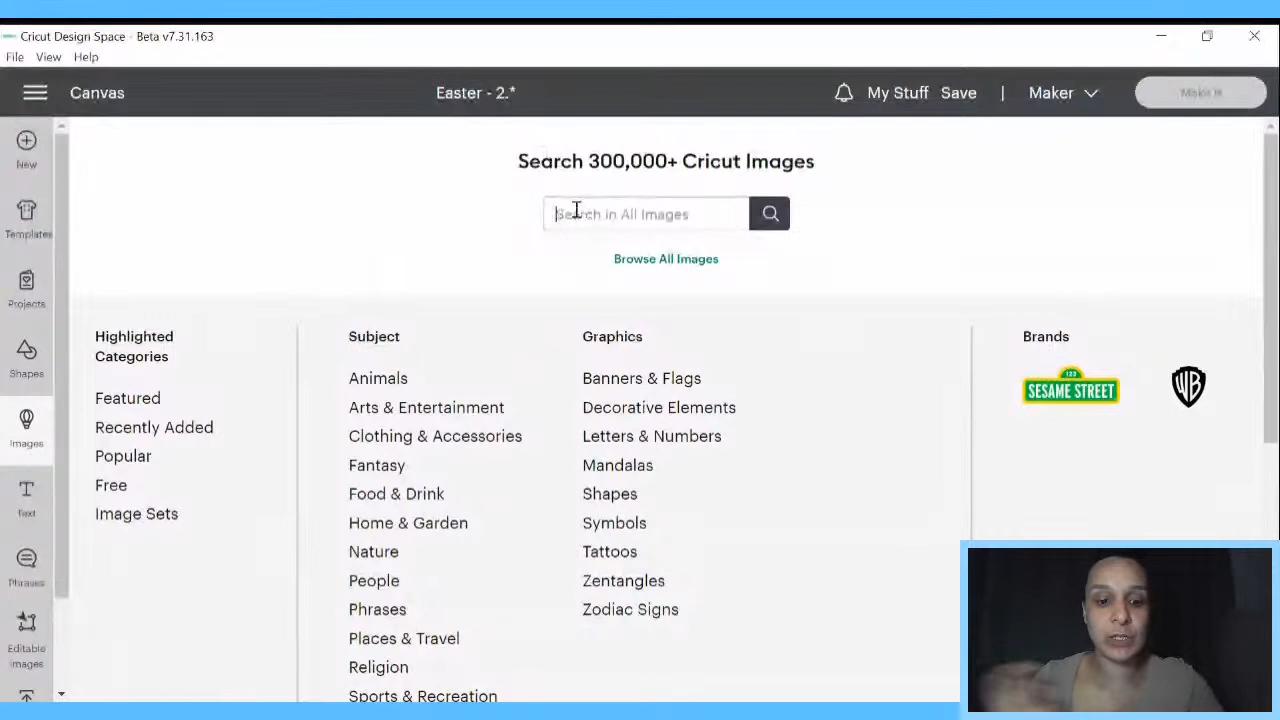 Cricut Design Space - Beta v7.31.163
File View Help
Canvas
Easter - 2.*
My Stuff Save | Maker
Make It
New
Templates
Projects
Shapes
Images
Text
Phrases
Editable
Images
Search 300,000+ Cricut Images
Search in All Images
Browse All Images
Highlighted
Categories
Featured
Recently Added
Popular
Free
Image Sets
Subject
Animals
Arts & Entertainment
Clothing & Accessories
Fantasy
Food & Drink
Home & Garden
Nature
People
Phrases
Places & Travel
Religion
Sports & Recreation
Graphics
Banners & Flags
Decorative Elements
Letters & Numbers
Mandalas
Shapes
Symbols
Tattoos
Zentangles
Zodiac Signs
Brands
123
SESAME STREET
WB